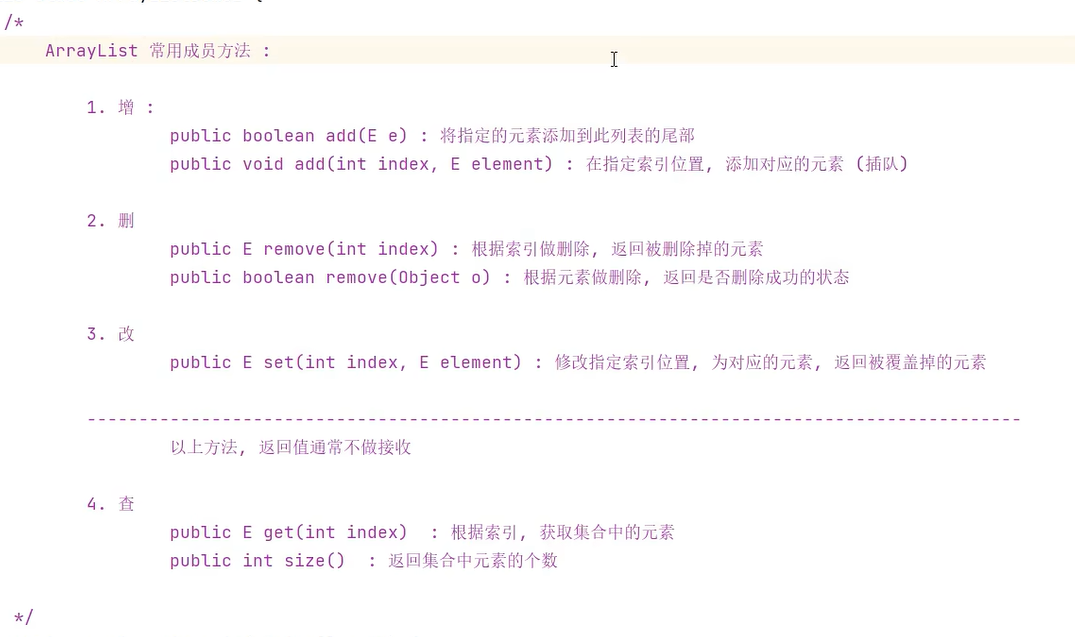 /*
ArrayList 常用成员方法 :
1. 增 :
public boolean add(E e) : 将指定的元素添加到此列表的尾部
public void add(int index, E element) : 在指定索引位置, 添加对应的元素 (插队)
2. 删
public E remove(int index) : 根据索引做删除, 返回被删除掉的元素
public boolean remove(Object o) : 根据元素做删除, 返回是否删除成功的状态
3. 改
public E set(int index, E element) : 修改指定索引位置, 为对应的元素, 返回被覆盖掉的元素
------------------------------------------------------------------------------------------
以上方法, 返回值通常不做接收
4. 查
public E get(int index)  : 根据索引, 获取集合中的元素
public int size()  : 返回集合中元素的个数
*/